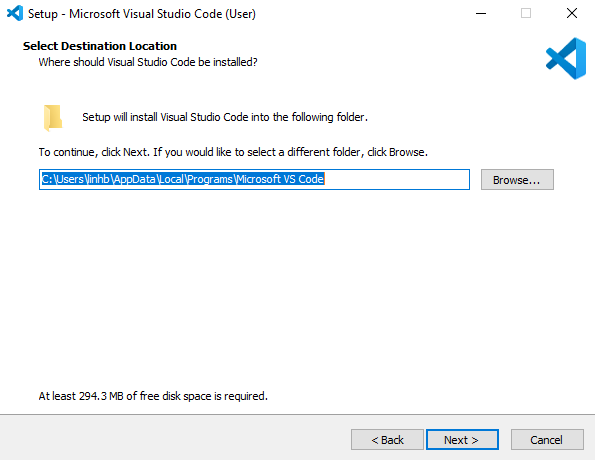 Setup - Microsoft Visual Studio Code (User)
Select Destination Location
Where should Visual Studio Code be installed?
Setup will install Visual Studio Code into the following folder.
To continue, click Next. If you would like to select a different folder, click Browse.
C:\Users\linhb\AppData\Local\Programs\Microsoft VS Code
Browse...
At least 294.3 MB of free disk space is required.
< Back
Next >
Cancel